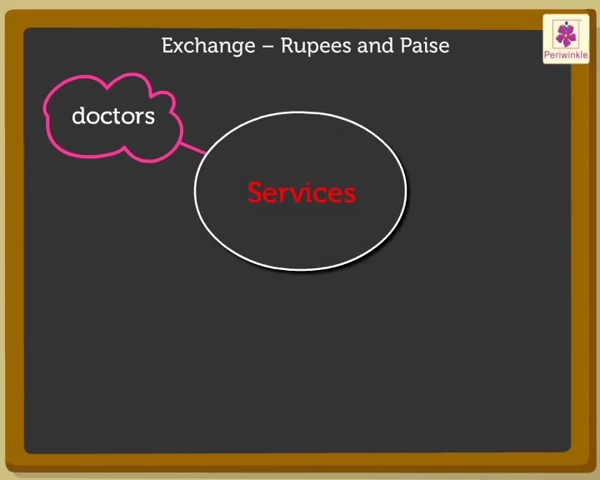 Exchange – Rupees and Paise
Periwinkle
doctors
Services